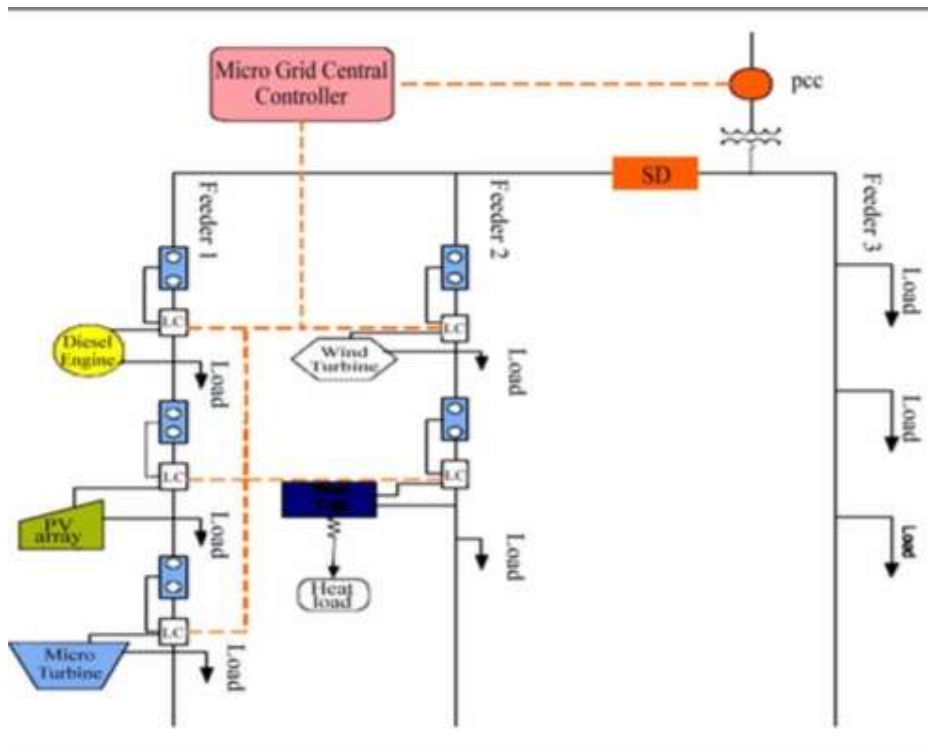 Micro Grid Central
Controller
pcc
SD
Feeder 1
Feeder 2
Feeder 3
Load
LC
LC
Diesel
Engine
Wind
Turbine
Load
Load
Load
LC
LC
PV
array
Load
Load
Load
Heat
load
LC
Micro
Turbine
Load